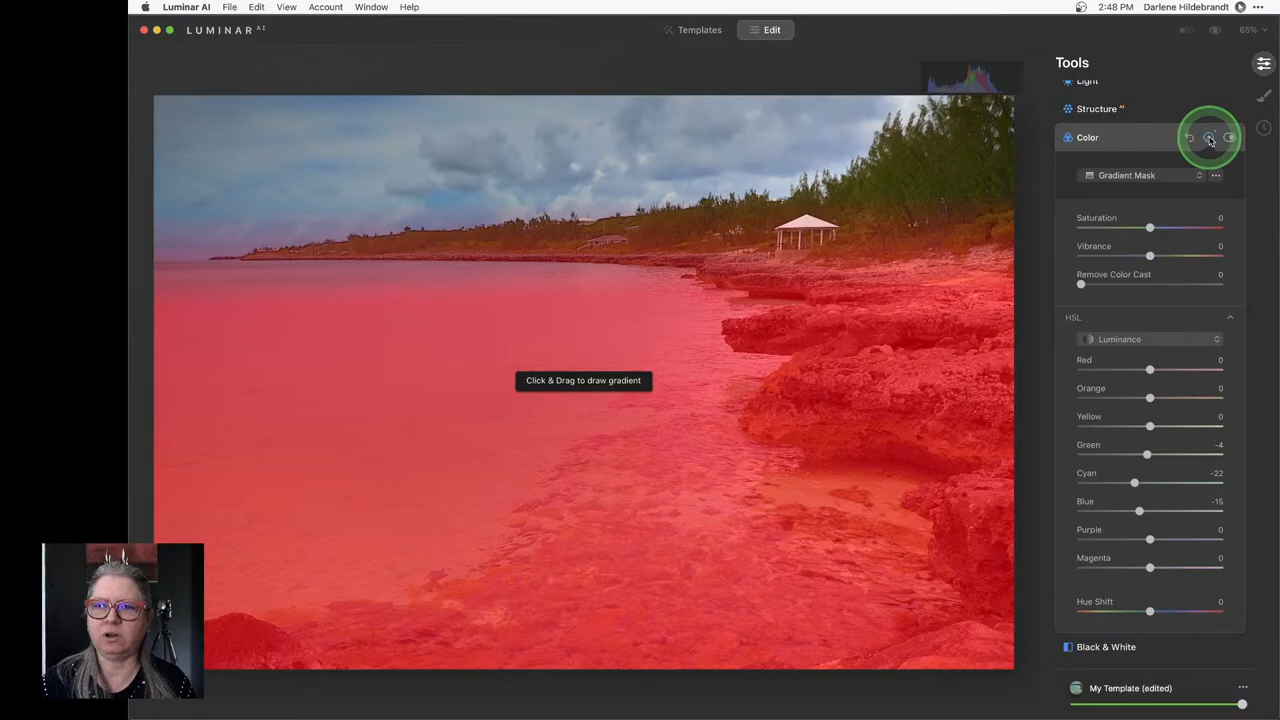 Luminar AI File Edit View Account Window Help 2:48 PM Darlene Hildebrandt
LUMINAR AI Templates Edit 65%
Tools
Light
Structure AI
Color
Gradient Mask
Saturation 0
Vibrance 0
Remove Color Cast 0
HSL
Luminance
Red 0
Click & Drag to draw gradient
Orange 0
Yellow 0
Green -4
Cyan -22
Blue -15
Purple 0
Magenta 0
Hue Shift 0
Black & White
My Template (edited)